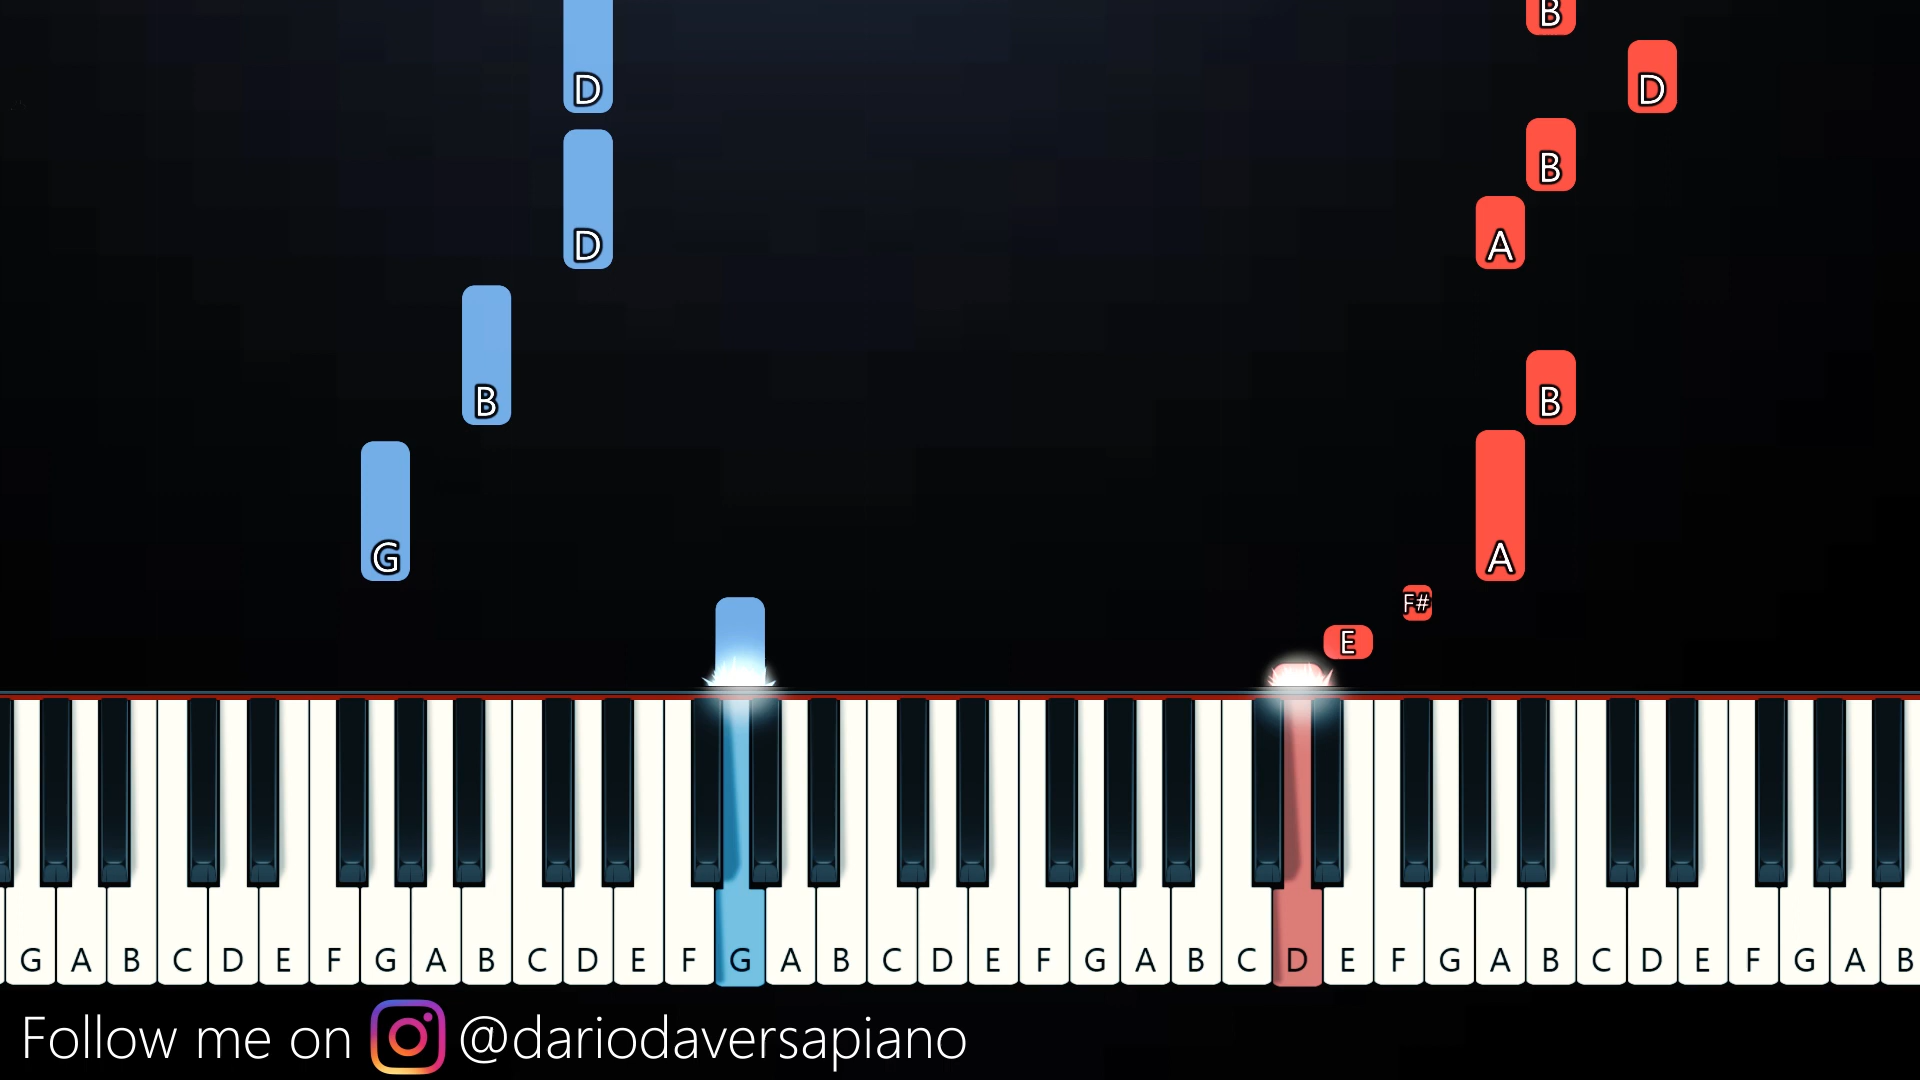 B
D D
B
D A
B B
G A
F#
E
G A B C D E F G A B C D E F G A B C D E F G A B C D E F G A B C D E F G A B
Follow me on @dariodaversapiano